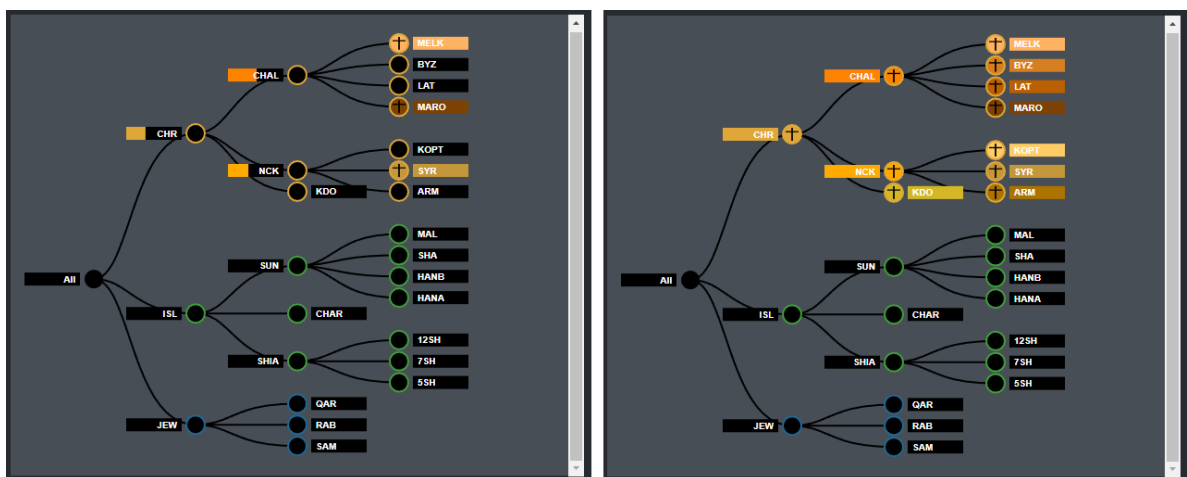 MELK
BYZ
CHAL
LAT
MARO
CHR
KOPT
NCK
SYR
KDO
ARM
MAL
SHA
SUN
HANB
All
HANA
ISL
CHAR
12SH
SHIA
7SH
5SH
QAR
JEW
RAB
SAM
MELK
BYZ
CHAL
LAT
MARO
CHR
KOPT
NCK
SYR
KDO
ARM
MAL
SHA
SUN
HANB
All
HANA
ISL
CHAR
12SH
SHIA
7SH
5SH
QAR
JEW
RAB
SAM